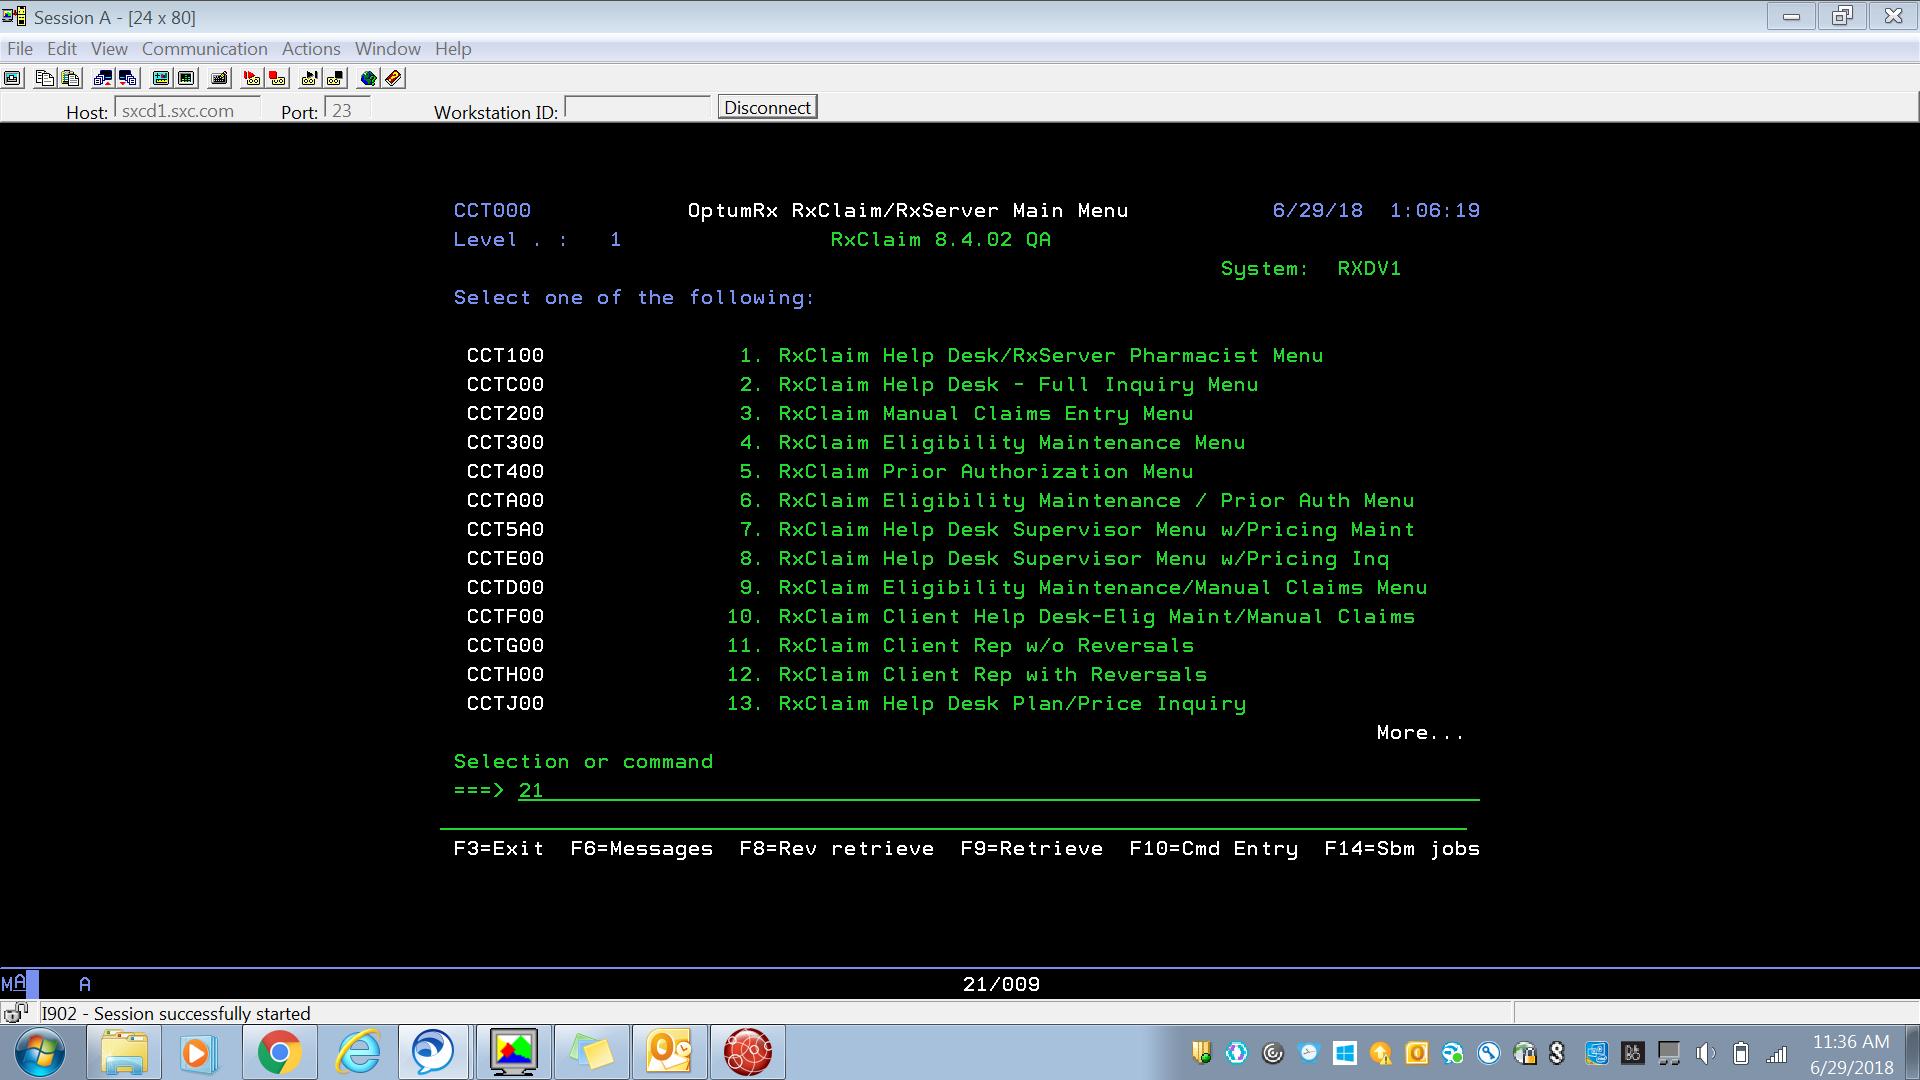 Session A - [24 x 80]
File Edit View Communication Actions Window Help
Host: sxcd1.sxc.com Port: 23 Workstation ID: Disconnect
CCT000 OptumRx RxClaim/RxServer Main Menu 6/29/18 1:06:19
Level . : 1 RxClaim 8.4.02 QA
System: RXDV1
Select one of the following:
CCT100 1. RxClaim Help Desk/RxServer Pharmacist Menu
CCTC00 2. RxClaim Help Desk - Full Inquiry Menu
CCT200 3. RxClaim Manual Claims Entry Menu
CCT300 4. RxClaim Eligibility Maintenance Menu
CCT400 5. RxClaim Prior Authorization Menu
CCTA00 6. RxClaim Eligibility Maintenance / Prior Auth Menu
CCT5A0 7. RxClaim Help Desk Supervisor Menu w/Pricing Maint
CCTE00 8. RxClaim Help Desk Supervisor Menu w/Pricing Inq
CCTD00 9. RxClaim Eligibility Maintenance/Manual Claims Menu
CCTF00 10. RxClaim Client Help Desk-Elig Maint/Manual Claims
CCTG00 11. RxClaim Client Rep w/o Reversals
CCTH00 12. RxClaim Client Rep with Reversals
CCTJ00 13. RxClaim Help Desk Plan/Price Inquiry
More...
Selection or command
===> 21
F3=Exit F6=Messages F8=Rev retrieve F9=Retrieve F10=Cmd Entry F14=Sbm jobs
MA A 21/009
I902 - Session successfully started
11:36 AM
6/29/2018